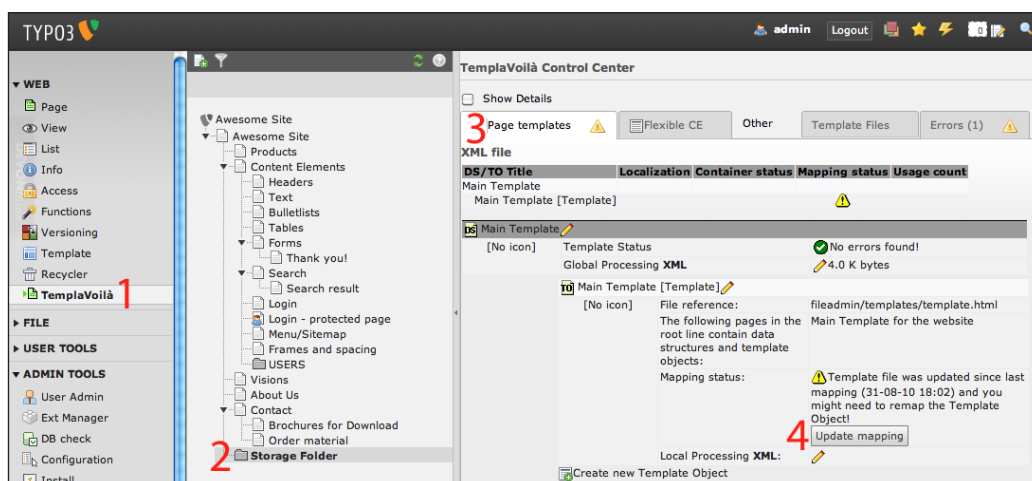 TYPO3
admin Logout 0
WEB
Page
View
List
Info
Access
Functions
Versioning
Template
Recycler
TemplaVoilà 1
FILE
USER TOOLS
ADMIN TOOLS
User Admin
Ext Manager
DB check
Configuration
Install
Awesome Site
Awesome Site
Products
Content Elements
Headers
Text
Bulletlists
Tables
Forms
Thank you!
Search
Search result
Login
Login - protected page
Menu/Sitemap
Frames and spacing
USERS
Visions
About Us
Contact
Brochures for Download
Order material
2 Storage Folder
TemplaVoilà Control Center
Show Details
3 Page templates Flexible CE Other Template Files Errors (1)
XML file
DS/TO Title Localization Container status Mapping status Usage count
Main Template
Main Template [Template]
DS Main Template
[No icon] Template Status No errors found!
Global Processing XML 4.0 K bytes
TO Main Template [Template]
[No icon] File reference: fileadmin/templates/template.html
The following pages in the Main Template for the website
root line contain data
structures and template
objects:
Mapping status: Template file was updated since last
mapping (31-08-10 18:02) and you
might need to remap the Template
Object!
4 Update mapping
Local Processing XML:
Create new Template Object